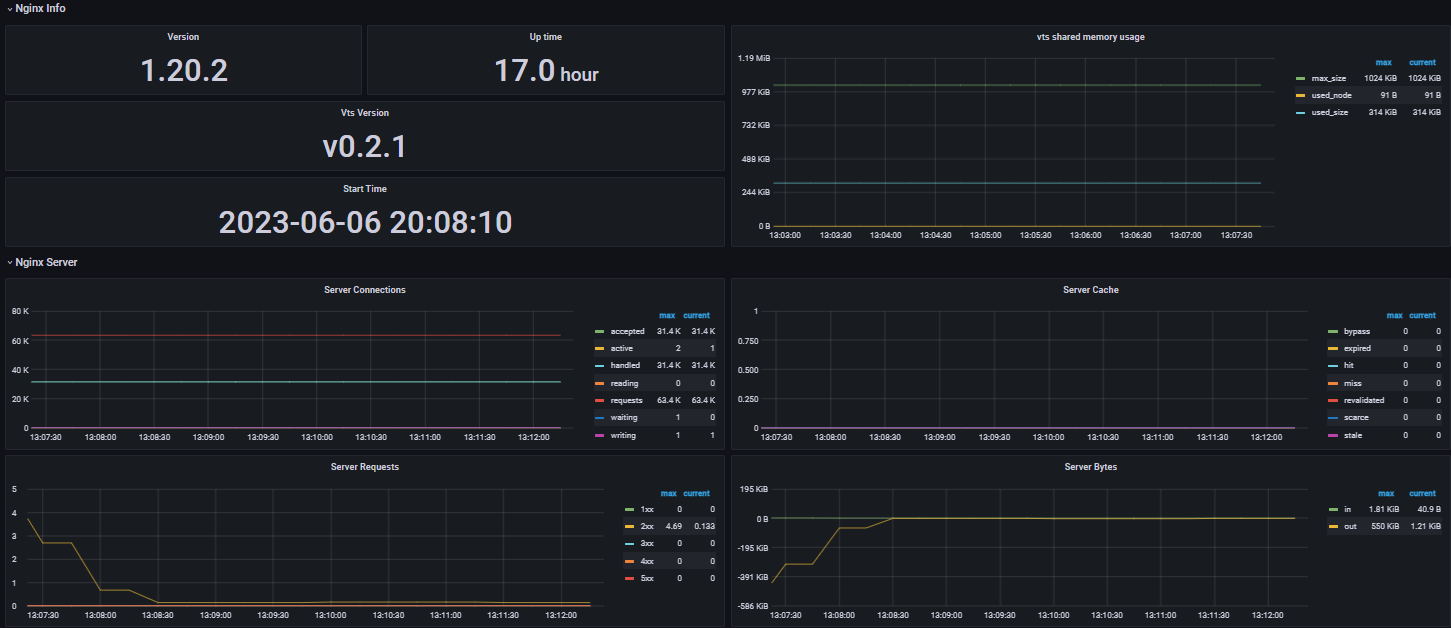 Nginx Info
Version
1.20.2
Up time
17.0 hour
Vts Version
v0.2.1
Start Time
2023-06-06 20:08:10
vts shared memory usage
1.19 MiB
977 KiB
732 KiB
488 KiB
244 KiB
0 B
13:03:00 13:03:30 13:04:00 13:04:30 13:05:00 13:05:30 13:06:00 13:06:30 13:07:00 13:07:30
max current
max_size 1024 KiB 1024 KiB
used_node 91 B 91 B
used_size 314 KiB 314 KiB
Nginx Server
Server Connections
80 K
60 K
40 K
20 K
0
13:07:30 13:08:00 13:08:30 13:09:00 13:09:30 13:10:00 13:10:30 13:11:00 13:11:30 13:12:00
max current
accepted 31.4 K 31.4 K
active 2 1
handled 31.4 K 31.4 K
reading 0 0
requests 63.4 K 63.4 K
waiting 1 0
writing 1 1
Server Cache
1
0.750
0.500
0.250
0
13:07:30 13:08:00 13:08:30 13:09:00 13:09:30 13:10:00 13:10:30 13:11:00 13:11:30 13:12:00
max current
bypass 0 0
expired 0 0
hit 0 0
miss 0 0
revalidated 0 0
scarce 0 0
stale 0 0
Server Requests
5
4
3
2
1
0
13:07:30 13:08:00 13:08:30 13:09:00 13:09:30 13:10:00 13:10:30 13:11:00 13:11:30 13:12:00
max current
1xx 0 0
2xx 4.69 0.133
3xx 0 0
4xx 0 0
5xx 0 0
Server Bytes
195 KiB
0 B
-195 KiB
-391 KiB
-586 KiB
13:07:30 13:08:00 13:08:30 13:09:00 13:09:30 13:10:00 13:10:30 13:11:00 13:11:30 13:12:00
max current
in 1.81 KiB 40.9 B
out 550 KiB 1.21 KiB